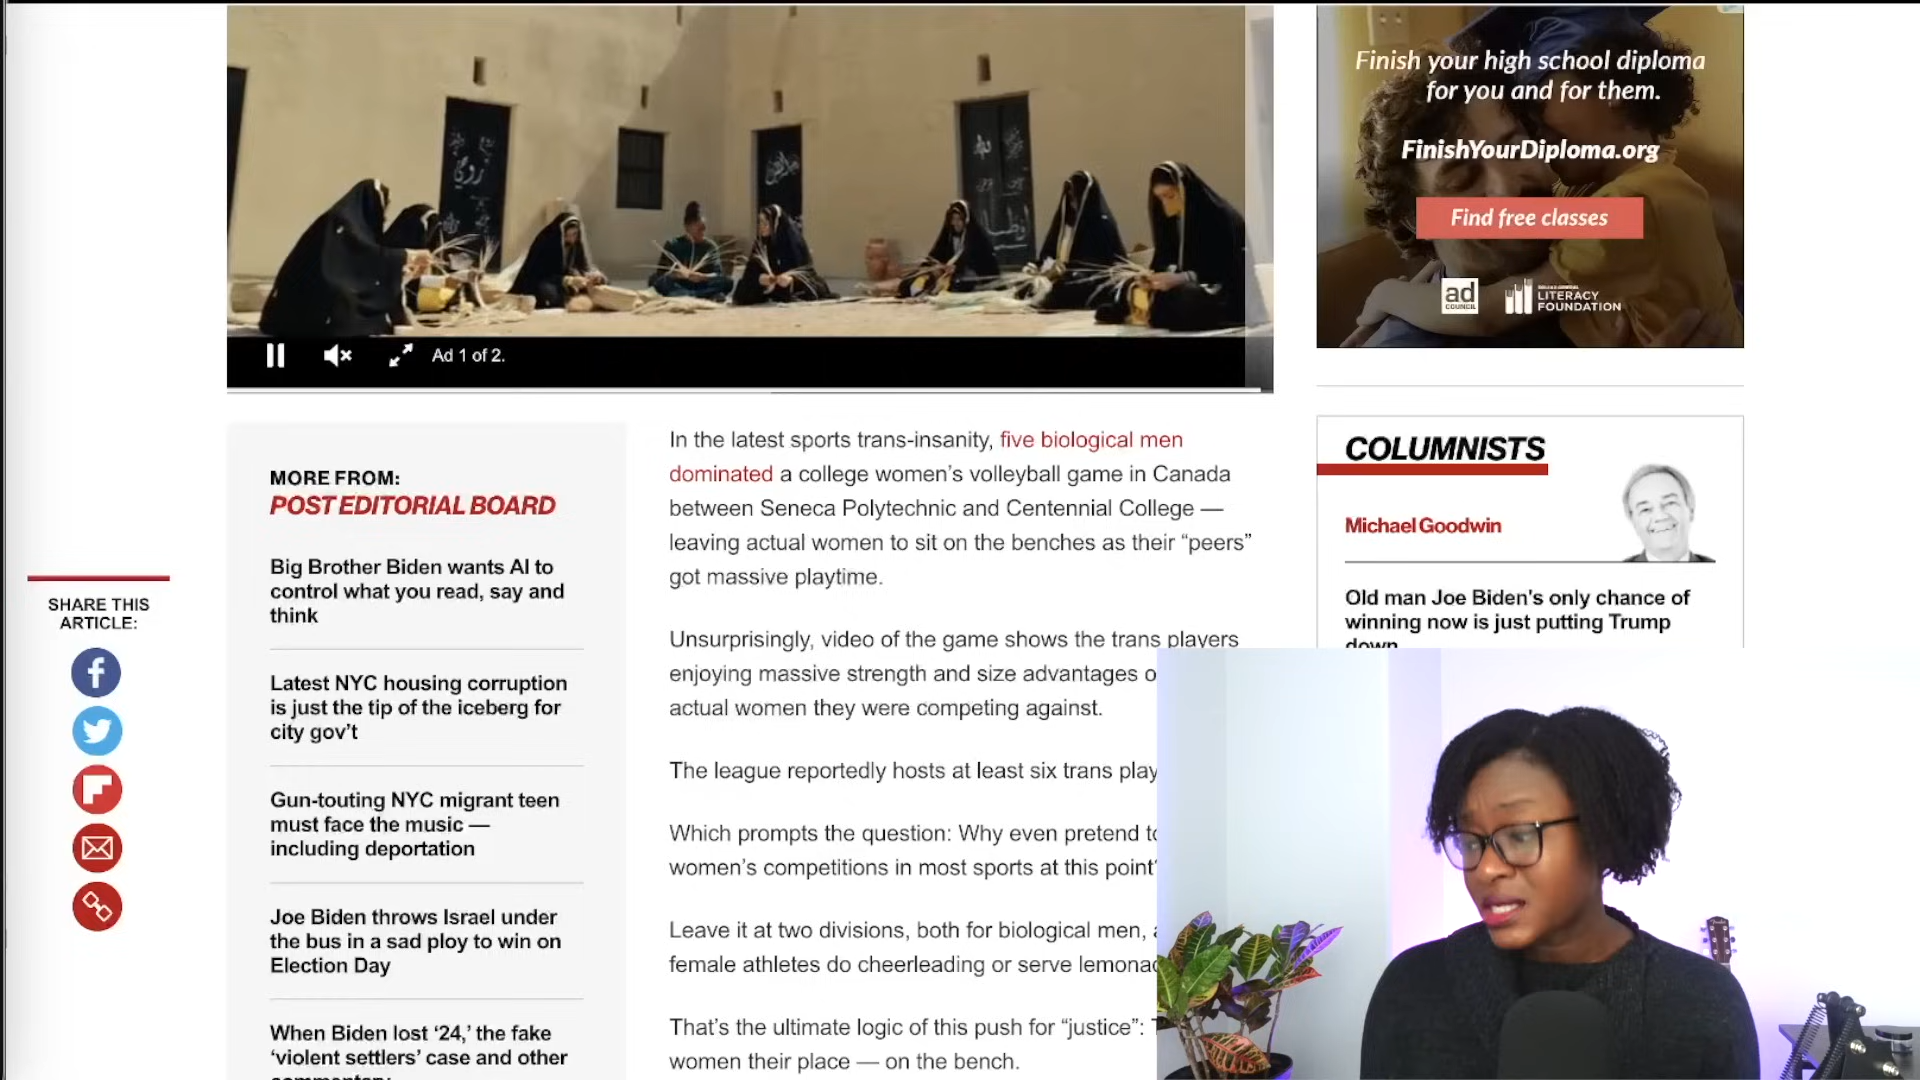 Finish your high school diploma
for you and for them.
FinishYourDiploma.org
Find free classes
ad
COUNCIL
LITERACY
FOUNDATION
Ad 1 of 2.
SHARE THIS
ARTICLE:
MORE FROM:
POST EDITORIAL BOARD
Big Brother Biden wants AI to
control what you read, say and
think
Latest NYC housing corruption
is just the tip of the iceberg for
city gov’t
Gun-touting NYC migrant teen
must face the music —
including deportation
Joe Biden throws Israel under
the bus in a sad ploy to win on
Election Day
When Biden lost ‘24,’ the fake
‘violent settlers’ case and other
commentary
In the latest sports trans-insanity, five biological men
dominated a college women’s volleyball game in Canada
between Seneca Polytechnic and Centennial College —
leaving actual women to sit on the benches as their “peers”
got massive playtime.
Unsurprisingly, video of the game shows the trans players
enjoying massive strength and size advantages o
actual women they were competing against.
The league reportedly hosts at least six trans play
Which prompts the question: Why even pretend to
women’s competitions in most sports at this point?
Leave it at two divisions, both for biological men,
female athletes do cheerleading or serve lemonad
That’s the ultimate logic of this push for “justice”:
women their place — on the bench.
COLUMNISTS
Michael Goodwin
Old man Joe Biden's only chance of
winning now is just putting Trump
down